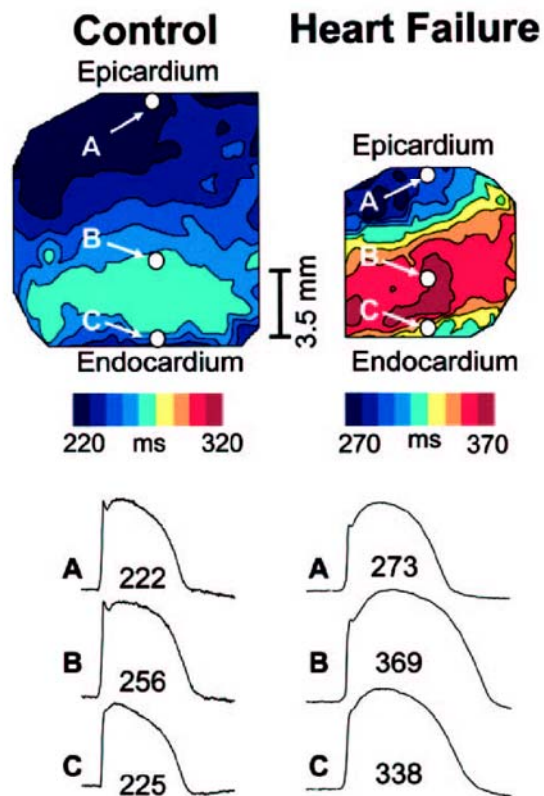 Control Heart Failure
Epicardium
Epicardium
A
A
B
B
C
C
3.5 mm
Endocardium Endocardium
220 ms 320 270 ms 370
A 222 A 273
B 256 B 369
C 225 C 338